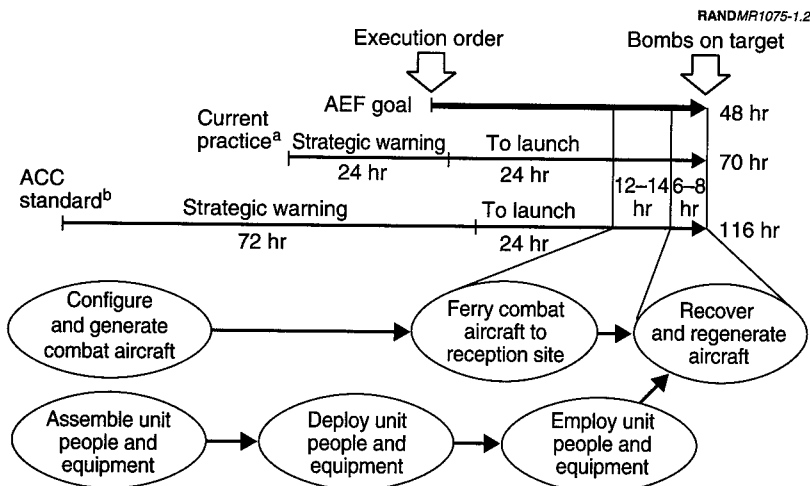 RANDMR1075-1.2
Execution order
Bombs on target
AEF goal
48 hr
Current
practiceᵃ
Strategic warning
To launch
24 hr
24 hr
70 hr
12–14
hr
6–8
hr
ACC
standardᵇ
Strategic warning
To launch
72 hr
24 hr
116 hr
Configure
and generate
combat aircraft
Ferry combat
aircraft to
reception site
Recover
and regenerate
aircraft
Assemble unit
people and
equipment
Deploy unit
people and
equipment
Employ unit
people and
equipment